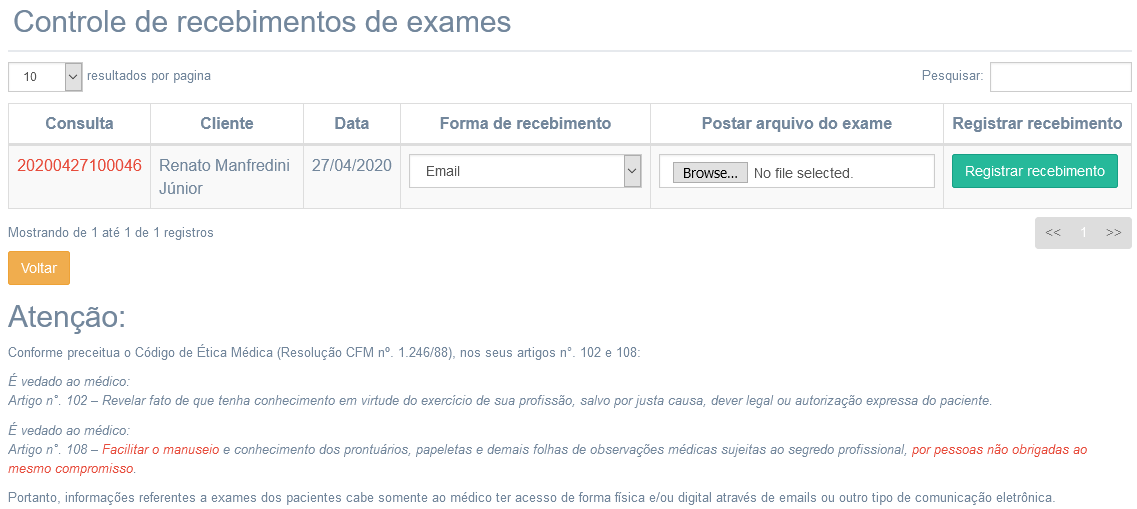 Controle de recebimentos de exames
10 resultados por pagina Pesquisar:
Consulta Cliente Data Forma de recebimento Postar arquivo do exame Registrar recebimento
20200427100046 Renato Manfredini 27/04/2020 Email Browse... No file selected. Registrar recebimento
Júnior
Mostrando de 1 até 1 de 1 registros << 1 >>
Voltar
Atenção:
Conforme preceitua o Código de Ética Médica (Resolução CFM nº. 1.246/88), nos seus artigos n°. 102 e 108:
É vedado ao médico:
Artigo n°. 102 – Revelar fato de que tenha conhecimento em virtude do exercício de sua profissão, salvo por justa causa, dever legal ou autorização expressa do paciente.
É vedado ao médico:
Artigo n°. 108 – Facilitar o manuseio e conhecimento dos prontuários, papeletas e demais folhas de observações médicas sujeitas ao segredo profissional, por pessoas não obrigadas ao
mesmo compromisso.
Portanto, informações referentes a exames dos pacientes cabe somente ao médico ter acesso de forma física e/ou digital através de emails ou outro tipo de comunicação eletrônica.